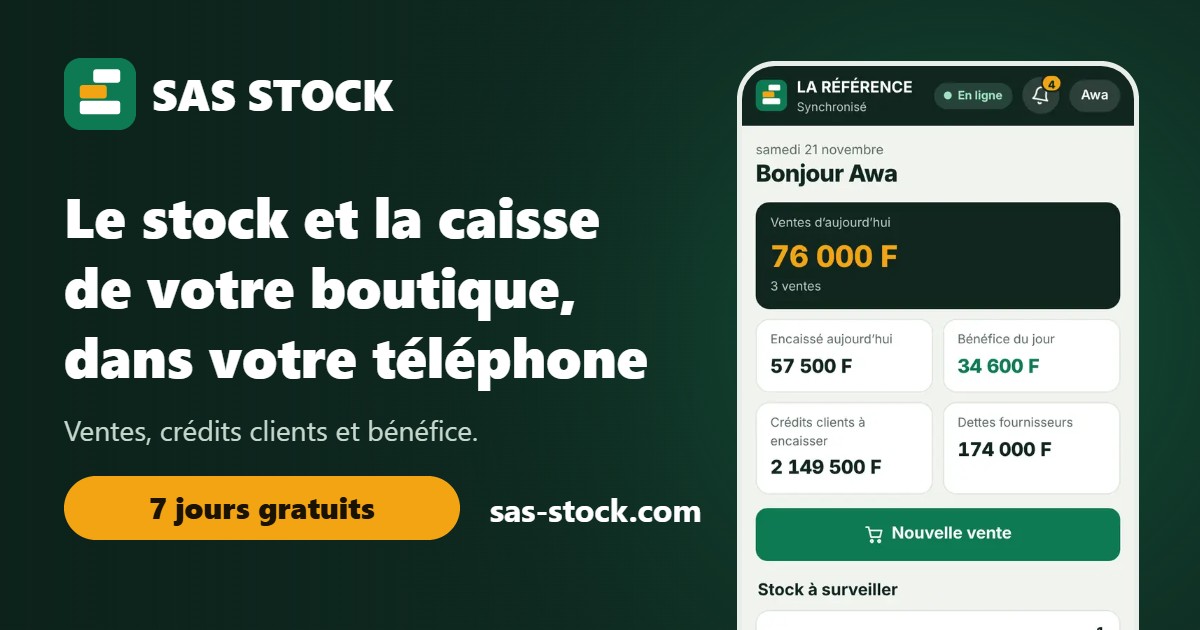 SAS STOCK
Le stock et la caisse
de votre boutique,
dans votre téléphone
Ventes, crédits clients et bénéfice.
7 jours gratuits
sas-stock.com
LA RÉFÉRENCE
Synchronisé
En ligne
4
Awa
samedi 21 novembre
Bonjour Awa
Ventes d’aujourd’hui
76 000 F
3 ventes
Encaissé aujourd’hui
57 500 F
Bénéfice du jour
34 600 F
Crédits clients à
encaisser
2 149 500 F
Dettes fournisseurs
174 000 F
Nouvelle vente
Stock à surveiller